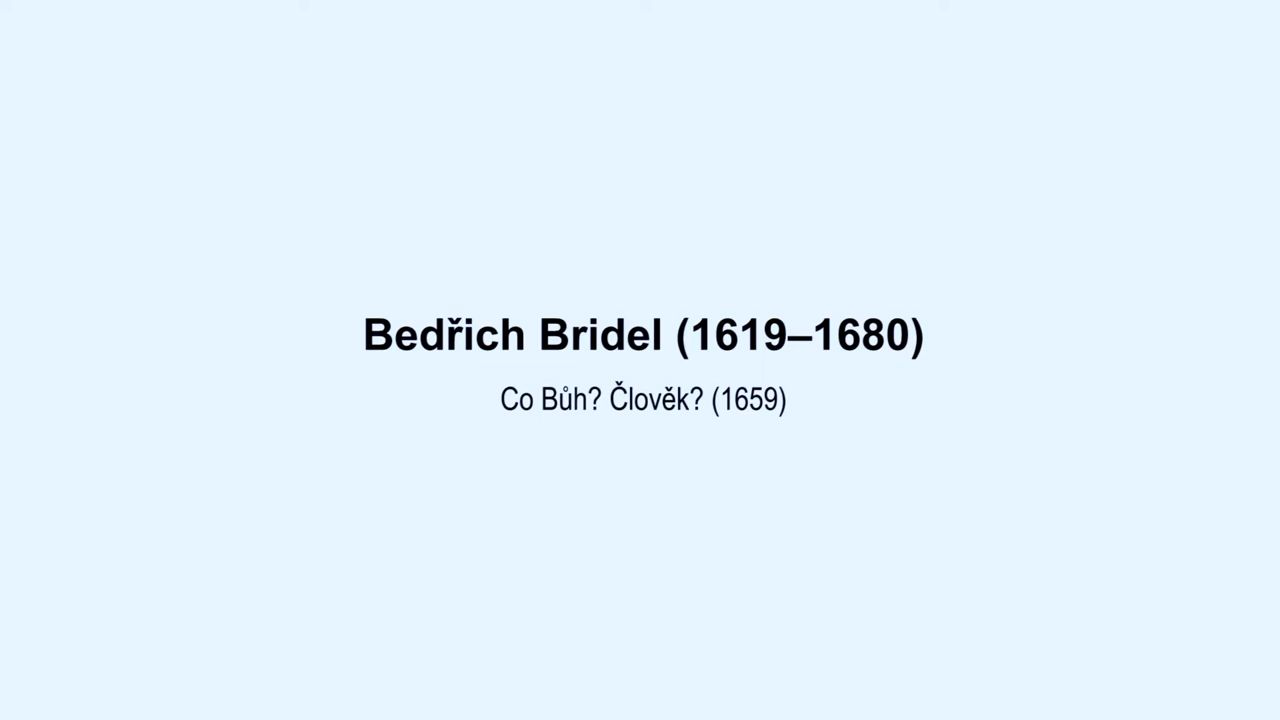 Bedřich Bridel (1619–1680)
Co Bůh? Člověk? (1659)